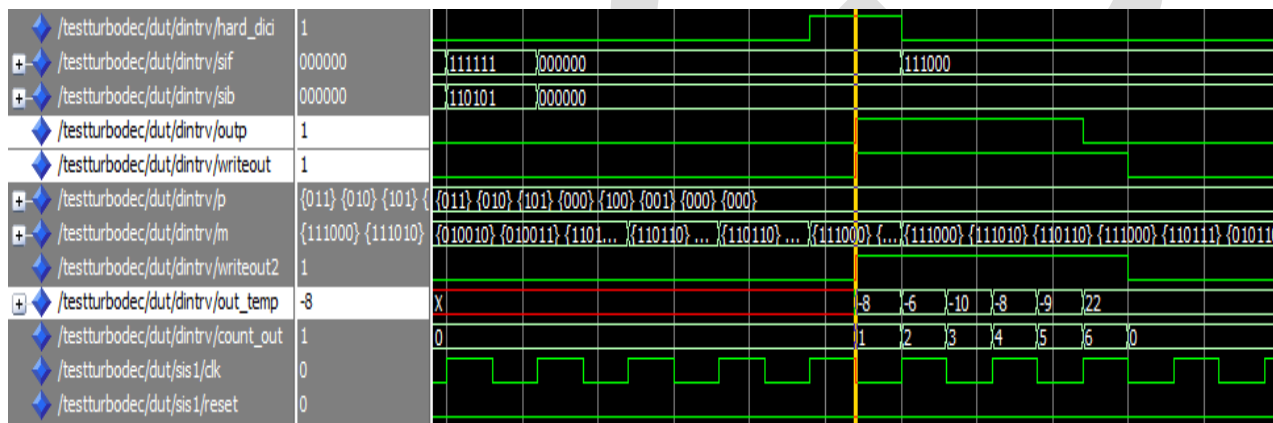 /testturbodec/dut/dintrv/hard_dici 1
/testturbodec/dut/dintrv/sif 000000 111111 000000 111000
/testturbodec/dut/dintrv/sib 000000 110101 000000
/testturbodec/dut/dintrv/outp 1
/testturbodec/dut/dintrv/writeout 1
/testturbodec/dut/dintrv/p {011} {010} {101} { {011} {010} {101} {000} {100} {001} {000} {000}
/testturbodec/dut/dintrv/m {111000} {111010} {010010} {010011} {1101... {110110} ... {110110} ... {111000} {... {111000} {111010} {110110} {111000} {110111} {010110
/testturbodec/dut/dintrv/writeout2 1
/testturbodec/dut/dintrv/out_temp -8 X -8 -6 -10 -8 -9 22
/testturbodec/dut/dintrv/count_out 1 0 1 2 3 4 5 6 0
/testturbodec/dut/sis1/clk 0
/testturbodec/dut/sis1/reset 0